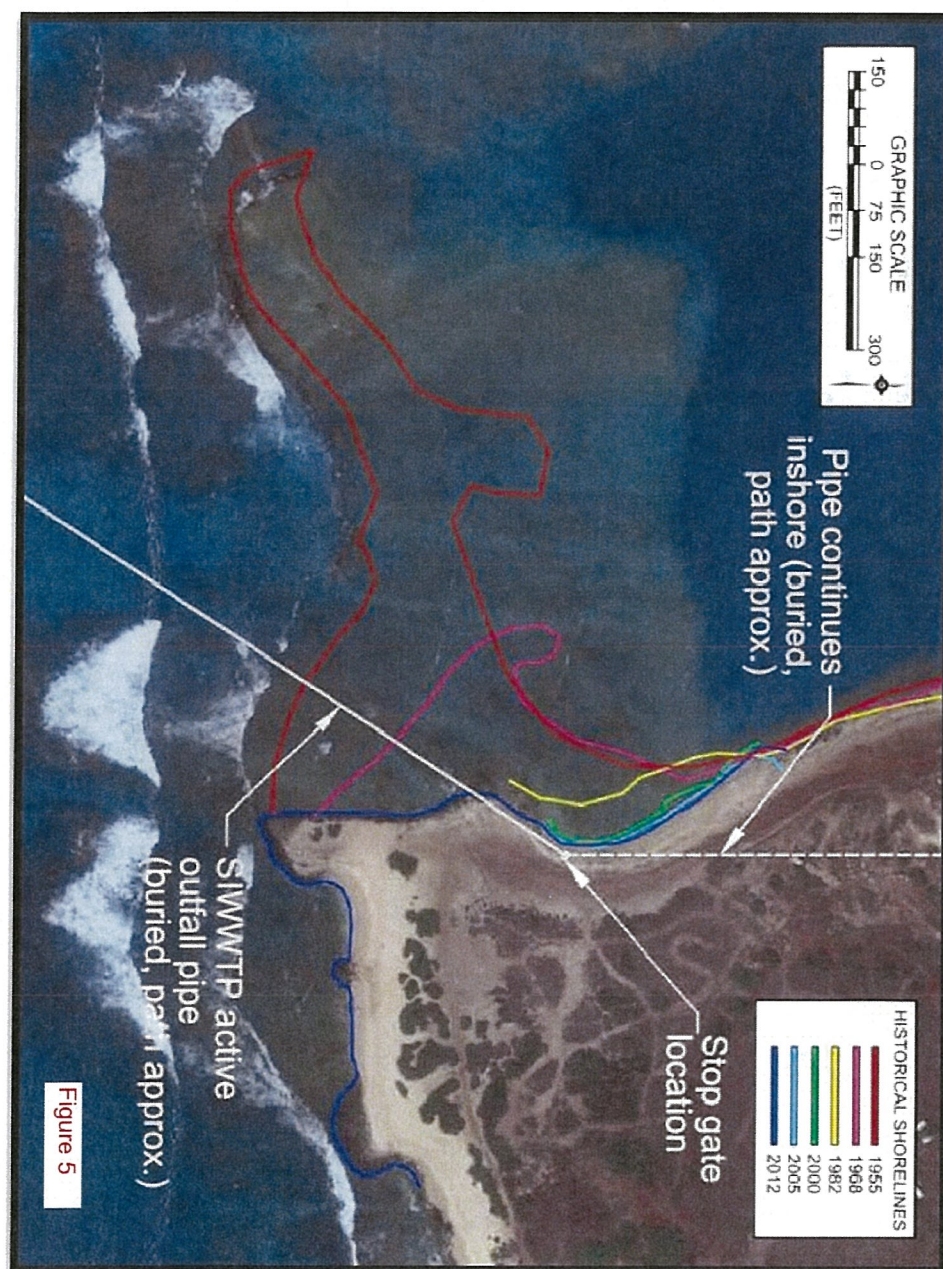 GRAPHIC SCALE
150 0 75 150 300
(FEET)
Pipe continues
inshore (buried,
path approx.)
HISTORICAL SHORELINES
1955
1968
1982
2000
2005
2012
Stop gate
location
SIWWTP active
outfall pipe
(buried, path approx.)
Figure 5